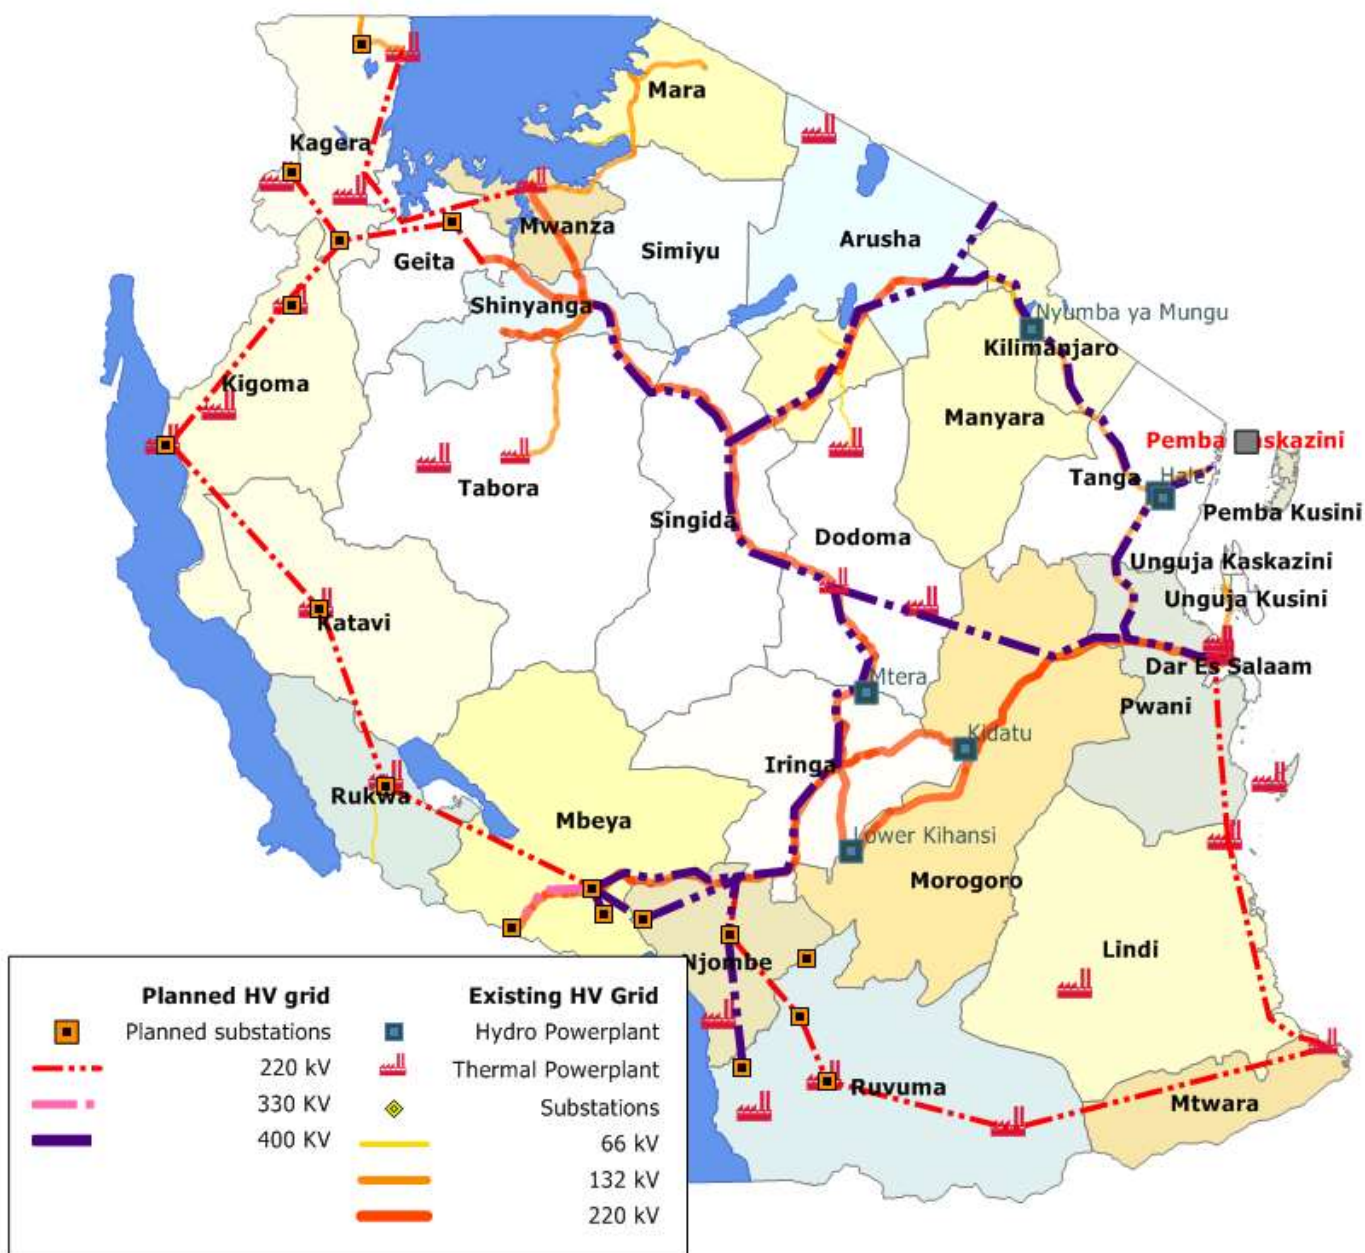 Mara
Kagera
Mwanza
Arusha
Simiyu
Geita
Shinyanga
Nyumba ya Mungu
Kilimanjaro
Kigoma
Manyara
Pemba Kaskazini
Tanga
Hale
Tabora
Pemba Kusini
Singida
Dodoma
Unguja Kaskazini
Unguja Kusini
Katavi
Dar Es Salaam
Mtera
Pwani
Kidatu
Iringa
Rukwa
Mbeya
Lower Kihansi
Morogoro
Lindi
Njombe
Ruvuma
Mtwara
Planned HV grid
Planned substations
220 kV
330 KV
400 KV
Existing HV Grid
Hydro Powerplant
Thermal Powerplant
Substations
66 kV
132 kV
220 kV